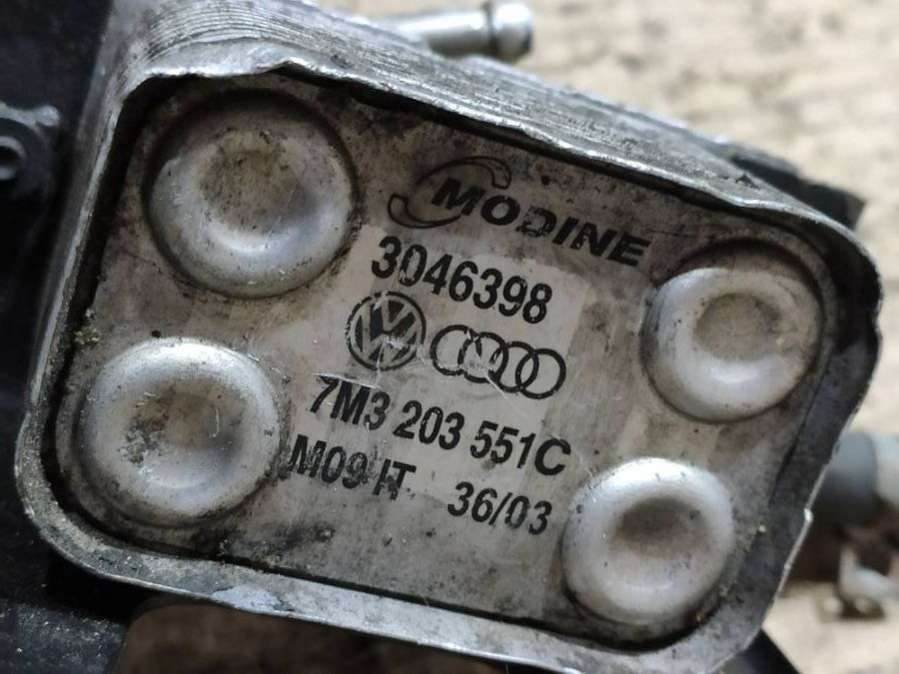 MODINE
3046398
7M3 203 551C
M09 IT 36/03